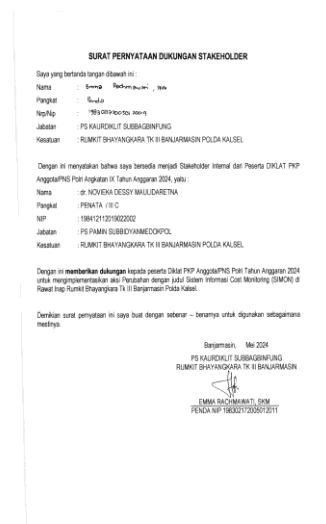 SURAT PERNYATAAN DUKUNGAN STAKEHOLDER
Saya yang bertanda tangan dibawah ini :
Nama : Emma Rachmawati, SKM
Pangkat : Penda
Nrp/Nip :
Jabatan : PS KAURDIKLIT SUBBAGBINFUNG
Kesatuan : RUMKIT BHAYANGKARA TK III BANJARMASIN POLDA KALSEL
Dengan ini menyatakan bahwa saya bersedia menjadi Stakeholder Internal dari Peserta DIKLAT PKP
Anggota/PNS Polri Angkatan IX Tahun Anggaran 2024, yaitu :
Nama : dr. NOVIEKA DESSY MAULIDARETNA
Pangkat : PENATA / III C
NIP : 198412112019022002
Jabatan : PS PAMIN SUBBIDYANMEDOKPOL
Kesatuan : RUMKIT BHAYANGKARA TK III BANJARMASIN POLDA KALSEL
Dengan ini memberikan dukungan kepada peserta Diklat PKP Anggota/PNS Polri Tahun Anggaran 2024
untuk mengimplementasikan aksi Perubahan dengan judul Sistem Informasi Cost Monitoring (SIMON) di
Rawat Inap Rumkit Bhayangkara Tk III Banjarmasin Polda Kalsel.
Demikian surat pernyataan ini saya buat dengan sebenar – benarnya untuk digunakan sebagaimana
mestinya.
Banjarmasin, Mei 2024
PS KAURDIKLIT SUBBAGBINFUNG
RUMKIT BHAYANGKARA TK III BANJARMASIN
EMMA RACHMAWATI, SKM
PENDA NIP 198302172005012011